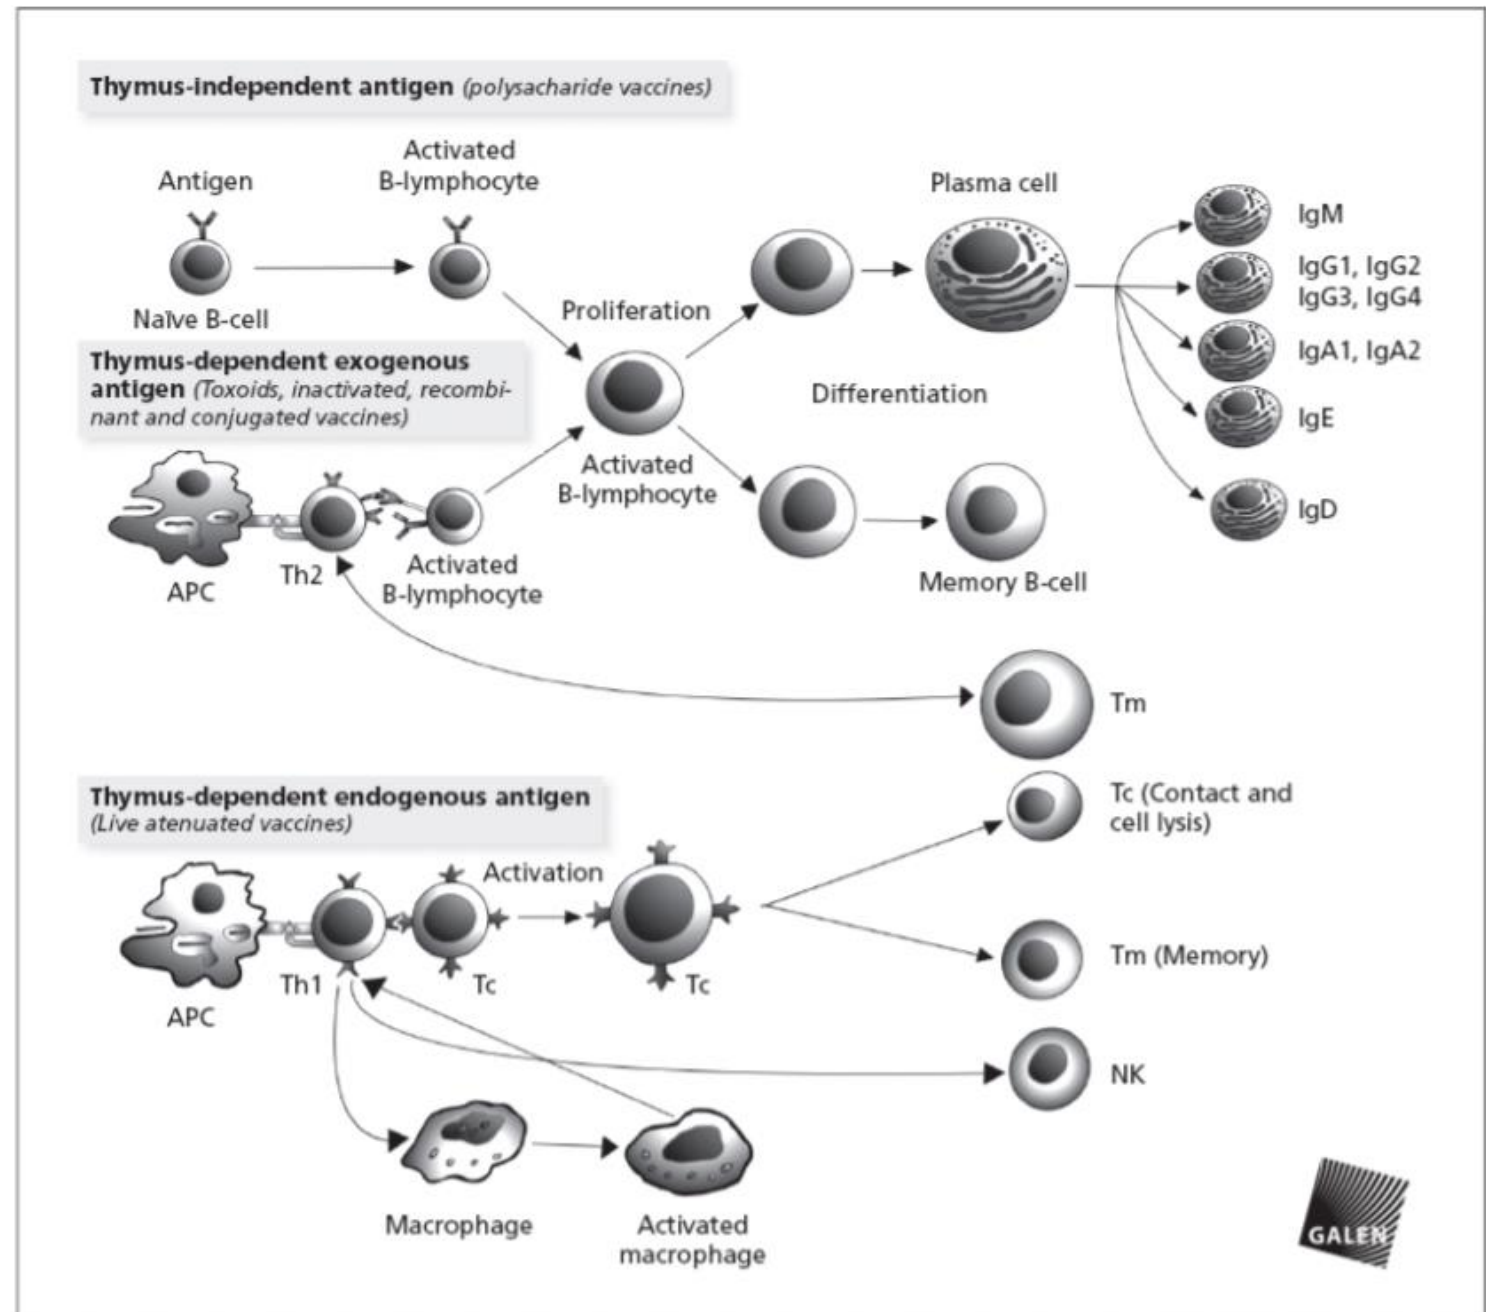 Thymus-independent antigen (polysacharide vaccines)
Antigen
Activated
B-lymphocyte
Naïve B-cell
Proliferation
Plasma cell
IgM
IgG1, IgG2
IgG3, IgG4
IgA1, IgA2
IgE
IgD
Thymus-dependent exogenous
antigen (Toxoids, inactivated, recombi-
nant and conjugated vaccines)
Differentiation
Activated
B-lymphocyte
APC
Th2
Activated
B-lymphocyte
Memory B-cell
Tm
Thymus-dependent endogenous antigen
(Live atenuated vaccines)
Activation
Tc (Contact and
cell lysis)
APC
Th1
Tc
Tc
Tm (Memory)
NK
Macrophage
Activated
macrophage
GALEN